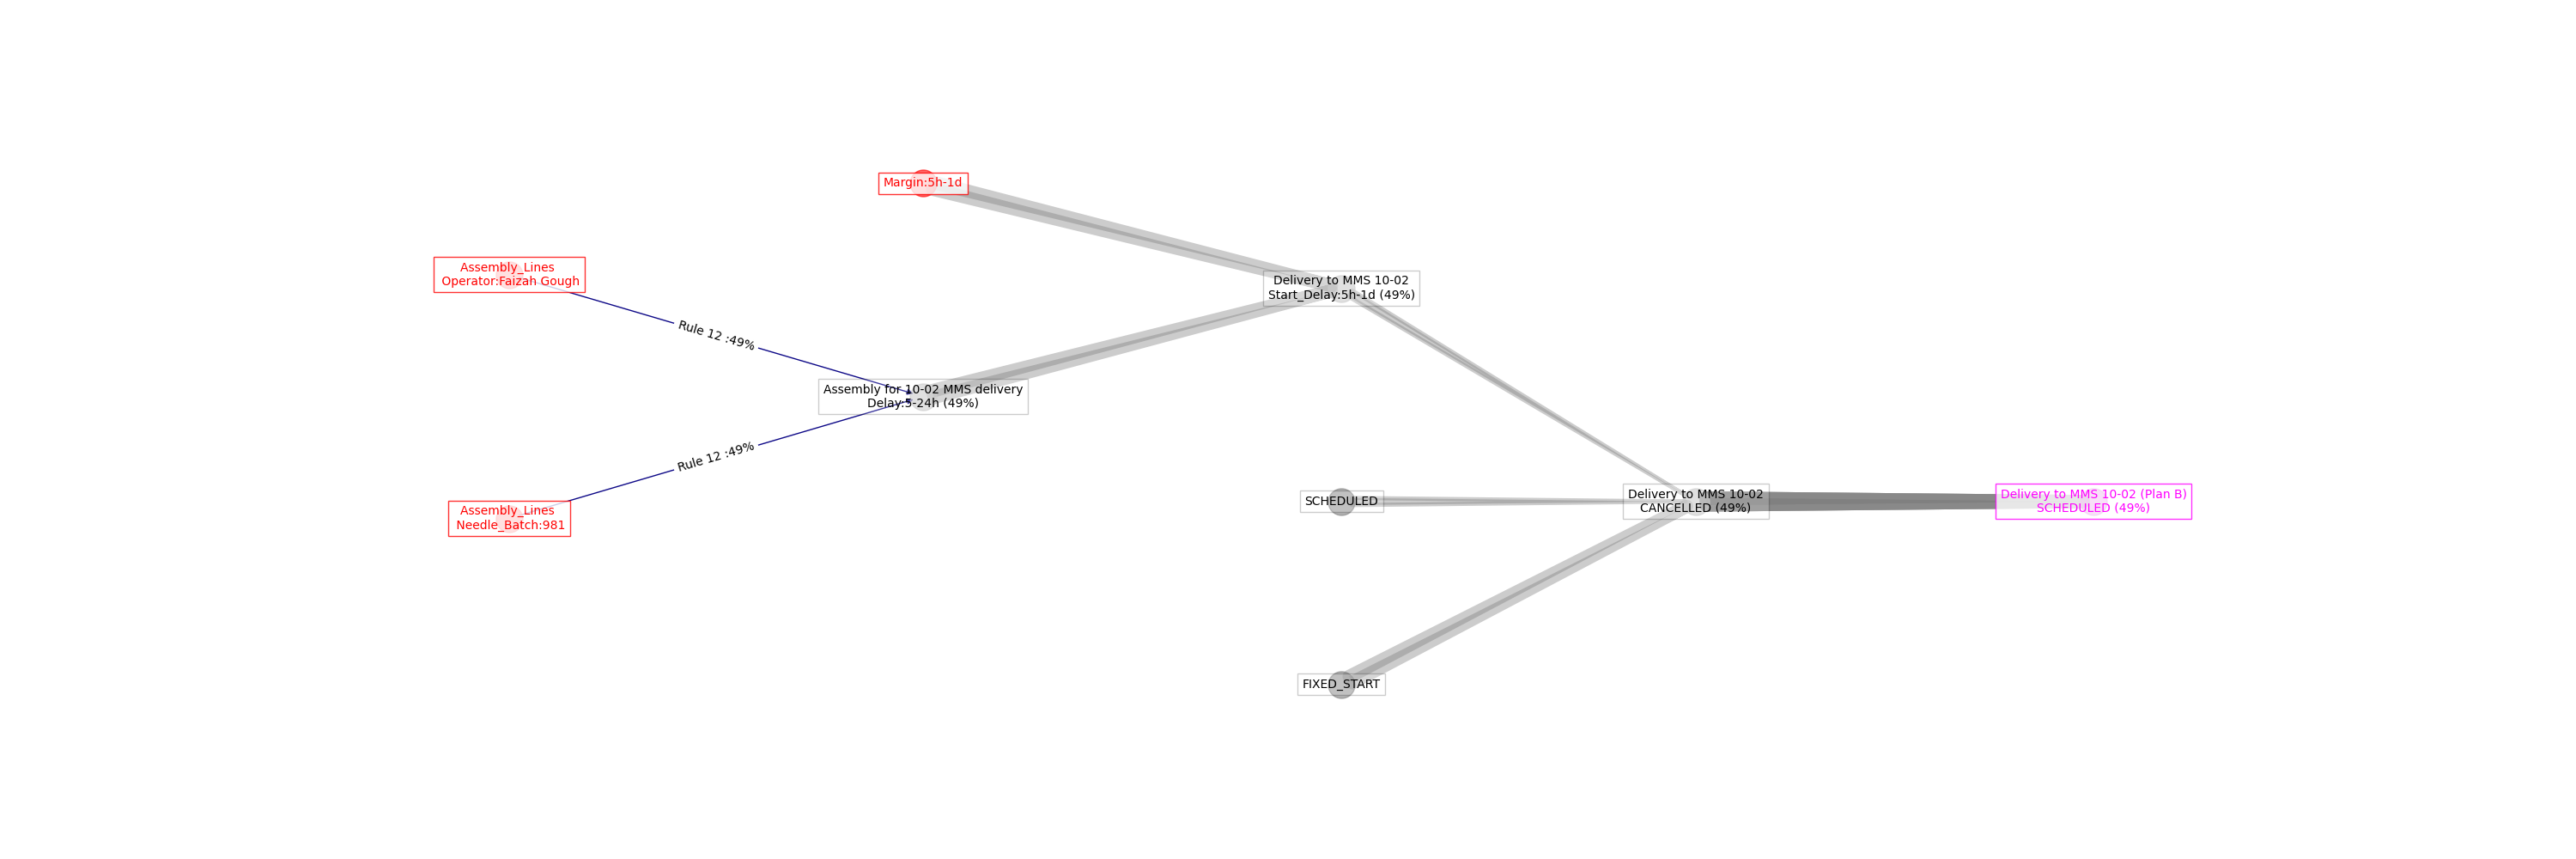 Margin:5h-1d
Assembly_Lines
Operator:Faizah Gough
Delivery to MMS 10-02
Start_Delay:5h-1d (49%)
Rule 12 :49%
Assembly for 10-02 MMS delivery
Delay:5-24h (49%)
Rule 12 :49%
Assembly_Lines
Needle_Batch:981
SCHEDULED
Delivery to MMS 10-02
CANCELLED (49%)
Delivery to MMS 10-02 (Plan B)
SCHEDULED (49%)
FIXED_START